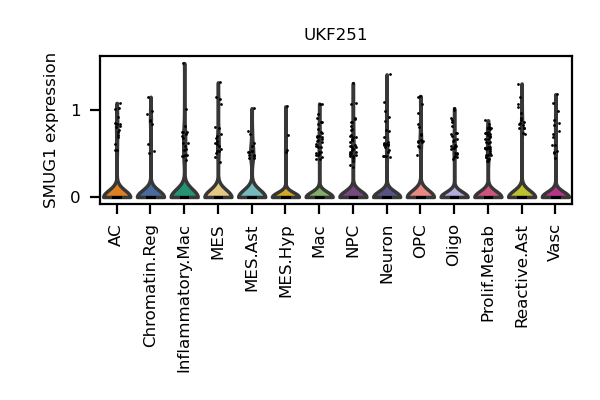 UKF251
SMUG1 expression
1
0
AC
Chromatin.Reg
Inflammatory.Mac
MES
MES.Ast
MES.Hyp
Mac
NPC
Neuron
OPC
Oligo
Prolif.Metab
Reactive.Ast
Vasc